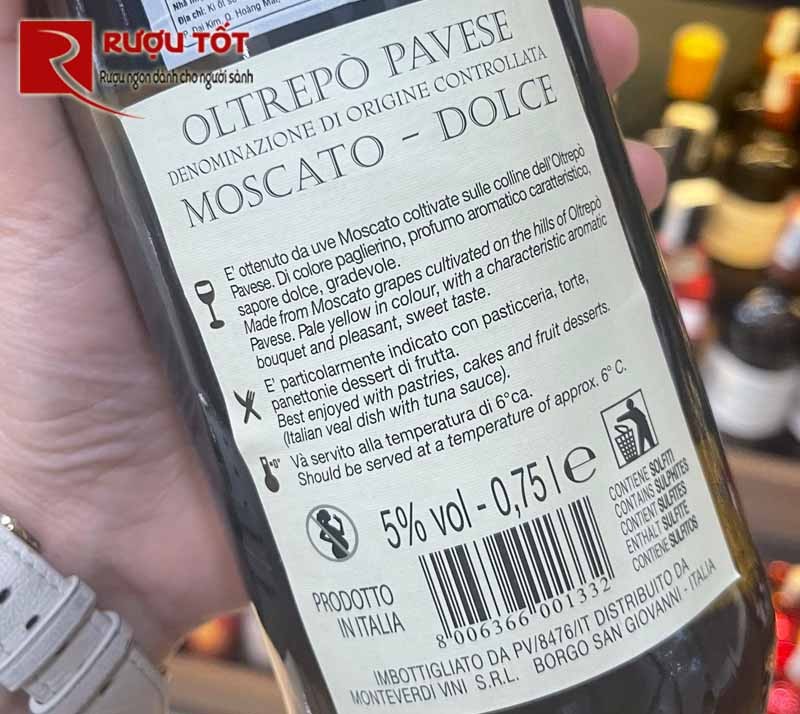 Địa chỉ:
RƯỢU TỐT
Rượu ngon dành cho người sành
OLTREPÒ PAVESE
DENOMINAZIONE DI ORIGINE CONTROLLATA
MOSCATO - DOLCE
E' ottenuto da uve Moscato coltivate sulle colline dell'Oltrepò
Pavese. Di colore paglierino, profumo aromatico caratteristico,
sapore dolce, gradevole.
Made from Moscato grapes cultivated on the hills of Oltrepò
Pavese. Pale yellow in colour, with a characteristic aromatic
bouquet and pleasant, sweet taste.
E' particolarmente indicato con pasticceria, torte,
panettonie dessert di frutta.
Best enjoyed with pastries, cakes and fruit desserts.
(Italian veal dish with tuna sauce).
Và servito alla temperatura di 6°ca.
Should be served at a temperature of approx. 6° C.
5% vol - 0,75 l e
CONTIENE SOLFITI
CONTAINS SULPHITES
CONTIENT SULFITES
ENTHÄLT SULFITE
CONTIENE SULFITOS
PRODOTTO
IN ITALIA
8 006366 001332
IMBOTTIGLIATO DA PV/8476/IT DISTRIBUITO DA
MONTEVERDI VINI S.R.L. BORGO SAN GIOVANNI - ITALIA